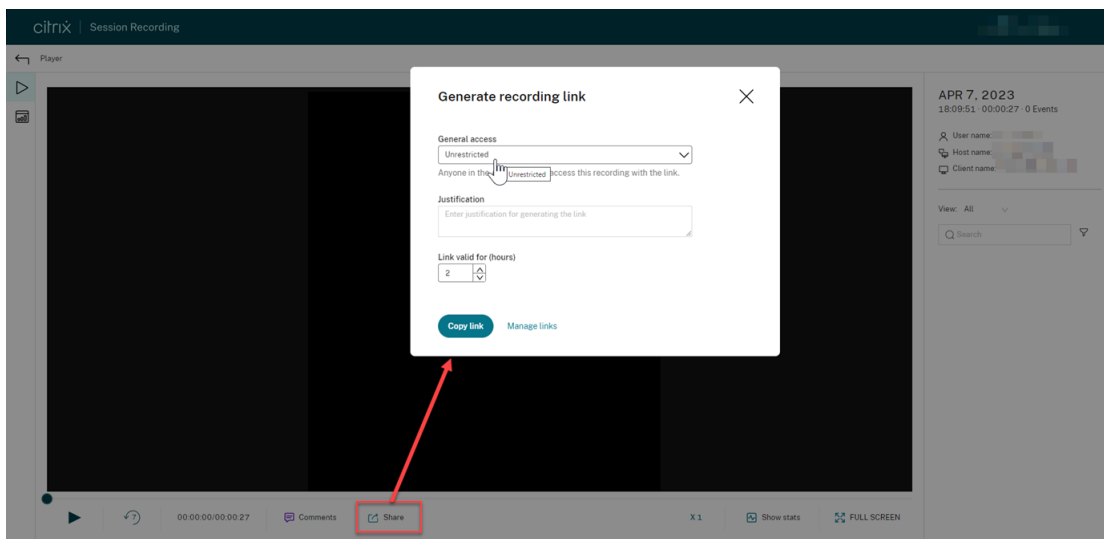 citrix | Session Recording
Player
Generate recording link
General access
Unrestricted
Anyone in the Unrestricted access this recording with the link.
Justification
Enter justification for generating the link
Link valid for (hours)
2
Copy link Manage links
APR 7, 2023
18:09:51 · 00:00:27 · 0 Events
User name:
Host name:
Client name:
View: All
Search
00:00:00/00:00:27 Comments Share X 1 Show stats FULL SCREEN